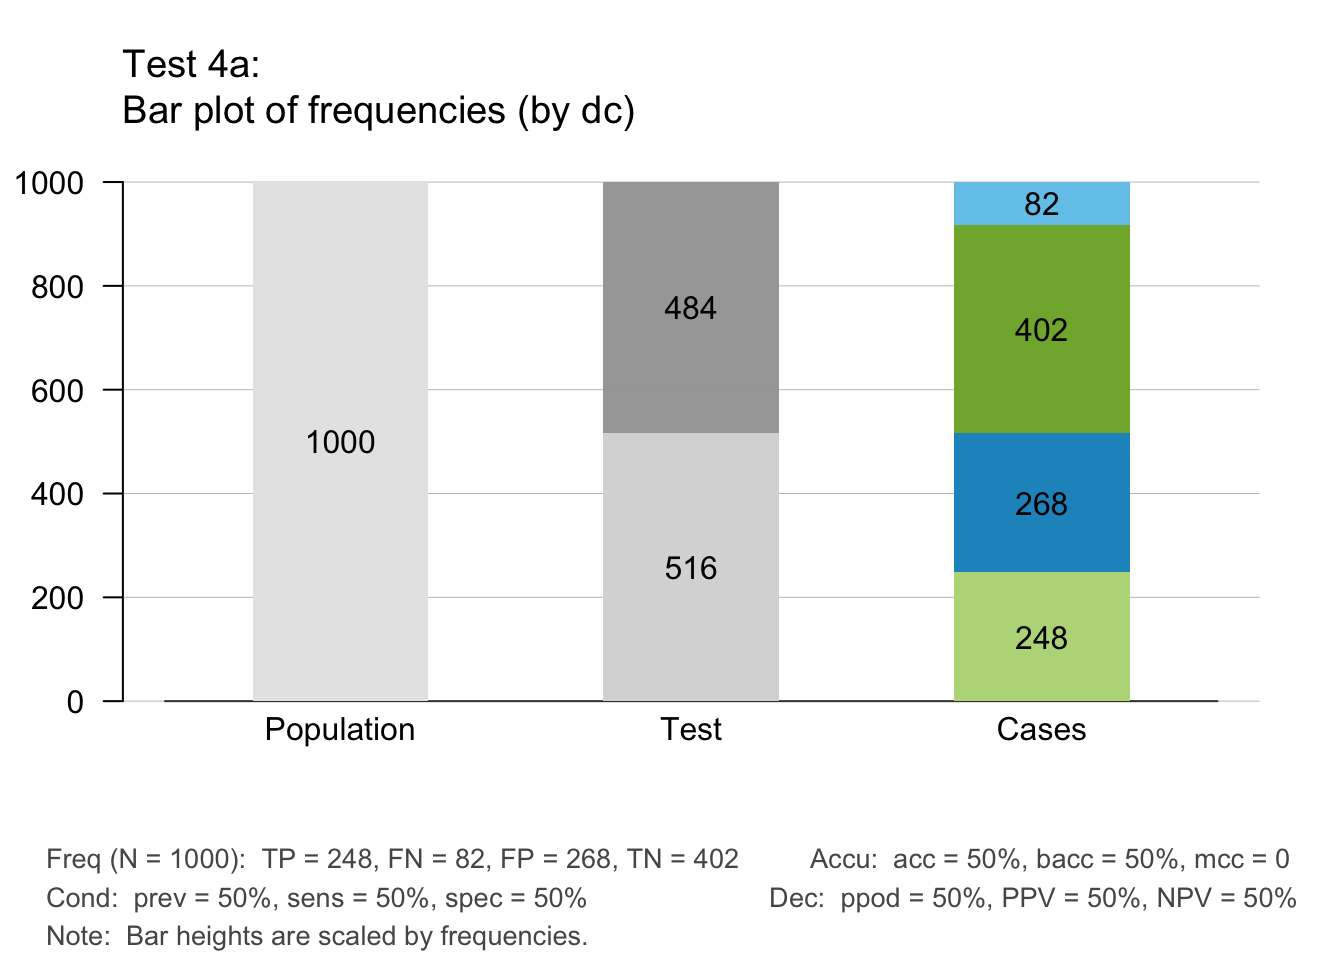 Test 4a:
Bar plot of frequencies (by dc)
1000
800
600
400
200
0
1000
484
516
82
402
268
248
Population
Test
Cases
Freq (N = 1000):  TP = 248, FN = 82, FP = 268, TN = 402
Accu:  acc = 50%, bacc = 50%, mcc = 0
Cond:  prev = 50%, sens = 50%, spec = 50%
Dec:  ppod = 50%, PPV = 50%, NPV = 50%
Note:  Bar heights are scaled by frequencies.